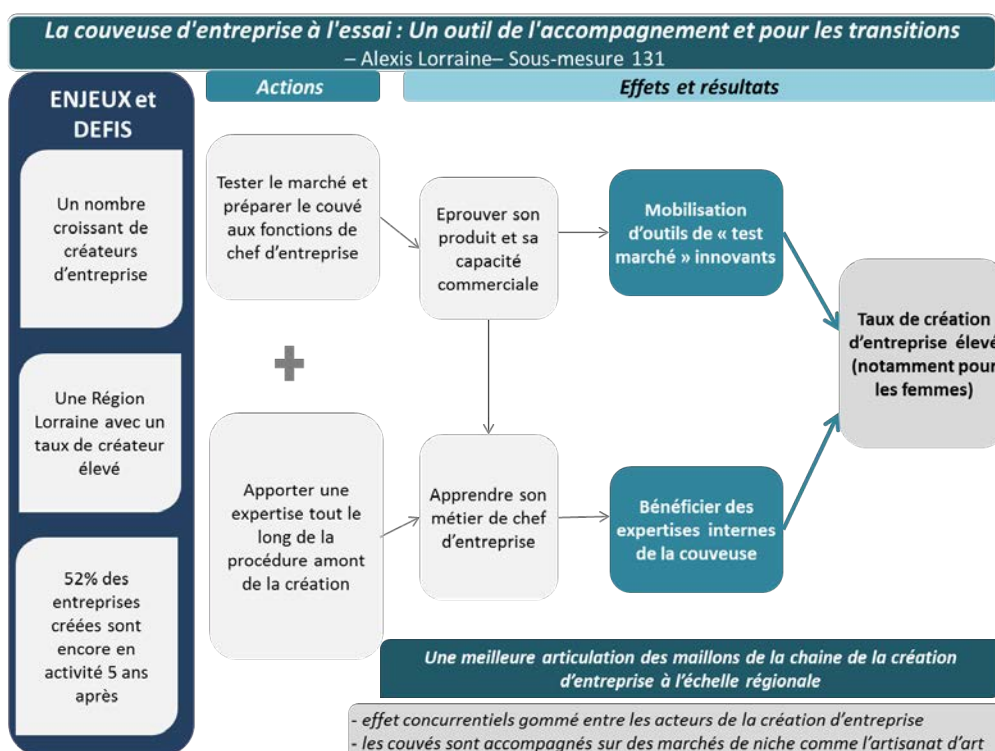 La couveuse d'entreprise à l'essai : Un outil de l'accompagnement et pour les transitions
– Alexis Lorraine– Sous-mesure 131
ENJEUX et
DEFIS
Un nombre
croissant de
créateurs
d'entreprise
Une Région
Lorraine avec un
taux de créateur
élevé
52% des
entreprises
créées sont
encore en
activité 5 ans
après
Actions
Tester le marché et
préparer le couvé
aux fonctions de
chef d'entreprise
+
Apporter une
expertise tout le
long de la
procédure amont
de la création
Effets et résultats
Eprouver son
produit et sa
capacité
commerciale
Mobilisation
d'outils de « test
marché » innovants
Apprendre son
métier de chef
d'entreprise
Bénéficier des
expertises internes
de la couveuse
Taux de création
d'entreprise élevé
(notamment pour
les femmes)
Une meilleure articulation des maillons de la chaine de la création
d'entreprise à l'échelle régionale
- effet concurrentiels gommé entre les acteurs de la création d'entreprise
- les couvés sont accompagnés sur des marchés de niche comme l'artisanat d'art